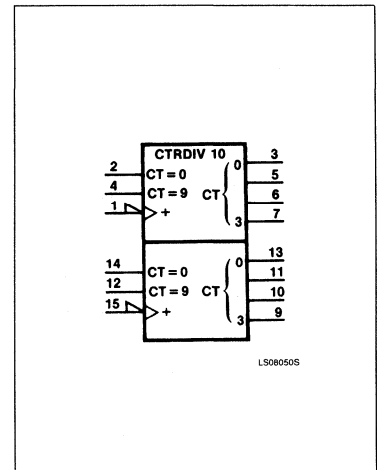 CTRDIV 10
2 CT = 0 0 3
4 CT = 9 CT 5
1 + 6
3 7
14 CT = 0 0 13
12 CT = 9 CT 11
15 + 10
3 9
LS08050S